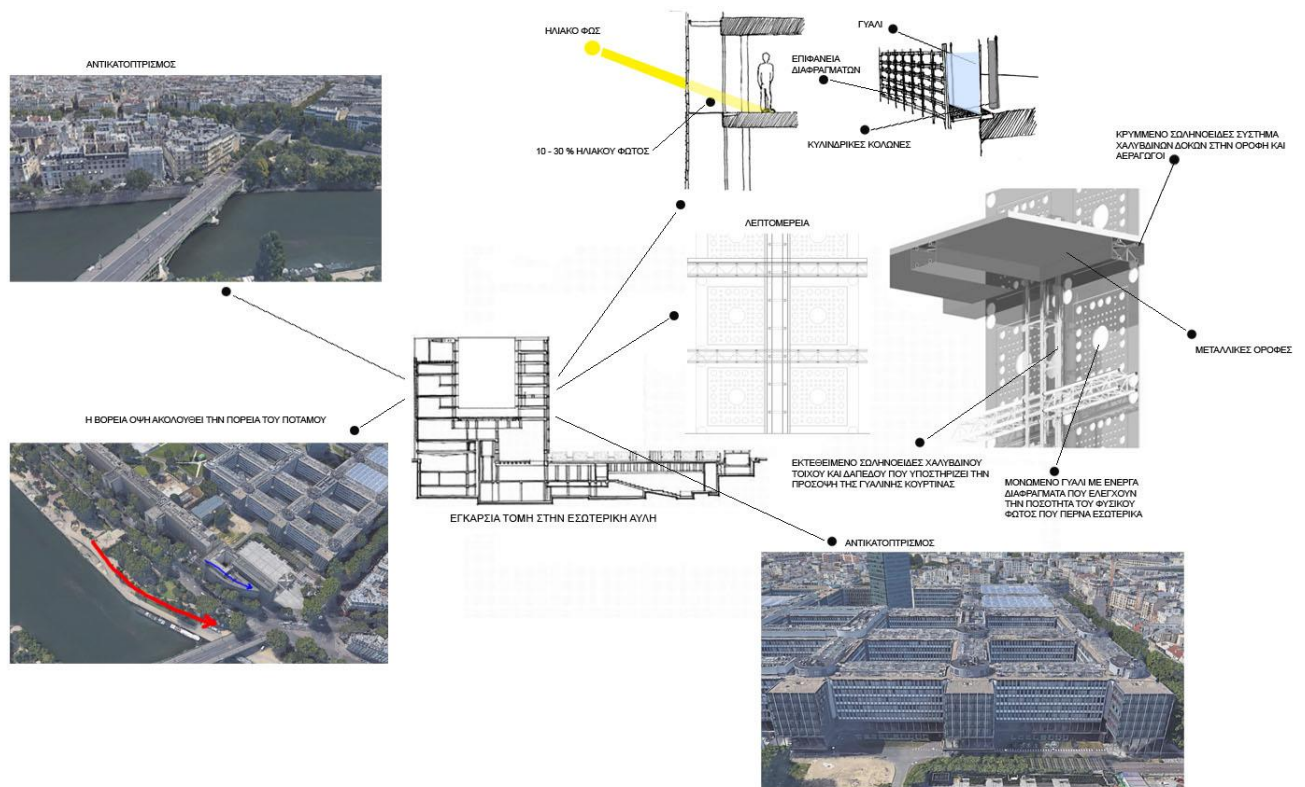 ΗΛΙΑΚΟ ΦΩΣ
ΓΥΑΛΙ
ΑΝΤΙΚΑΤΟΠΤΡΙΣΜΟΣ
ΕΠΙΦΑΝΕΙΑ
ΔΙΑΦΡΑΓΜΑΤΩΝ
ΚΥΛΙΝΔΡΙΚΕΣ ΚΟΛΩΝΕΣ
10 - 30 % ΗΛΙΑΚΟΥ ΦΩΤΟΣ
ΚΡΥΜΜΕΝΟ ΣΩΛΗΝΟΕΙΔΕΣ ΣΥΣΤΗΜΑ
ΧΑΛΥΒΔΙΝΩΝ ΔΟΚΩΝ ΣΤΗΝ ΟΡΟΦΗ ΚΑΙ
ΑΕΡΑΓΩΓΟΙ
ΛΕΠΤΟΜΕΡΕΙΑ
ΜΕΤΑΛΛΙΚΕΣ ΟΡΟΦΕΣ
Η ΒΟΡΕΙΑ ΟΨΗ ΑΚΟΛΟΥΘΕΙ ΤΗΝ ΠΟΡΕΙΑ ΤΟΥ ΠΟΤΑΜΟΥ
ΕΚΤΕΘΕΙΜΕΝΟ ΣΩΛΗΝΟΕΙΔΕΣ ΧΑΛΥΒΔΙΝΟΥ
ΤΟΙΧΟΥ ΚΑΙ ΔΑΠΕΔΟΥ ΠΟΥ ΥΠΟΣΤΗΡΙΖΕΙ ΤΗΝ
ΠΡΟΣΟΨΗ ΤΗΣ ΓΥΑΛΙΝΗΣ ΚΟΥΡΤΙΝΑΣ
ΜΟΝΩΜΕΝΟ ΓΥΑΛΙ ΜΕ ΕΝΕΡΓΑ
ΔΙΑΦΡΑΓΜΑΤΑ ΠΟΥ ΕΛΕΓΧΟΥΝ
ΤΗΝ ΠΟΣΟΤΗΤΑ ΤΟΥ ΦΥΣΙΚΟΥ
ΦΩΤΟΣ ΠΟΥ ΠΕΡΝΑ ΕΣΩΤΕΡΙΚΑ
ΕΓΚΑΡΣΙΑ ΤΟΜΗ ΣΤΗΝ ΕΣΩΤΕΡΙΚΗ ΑΥΛΗ
ΑΝΤΙΚΑΤΟΠΤΡΙΣΜΟΣ